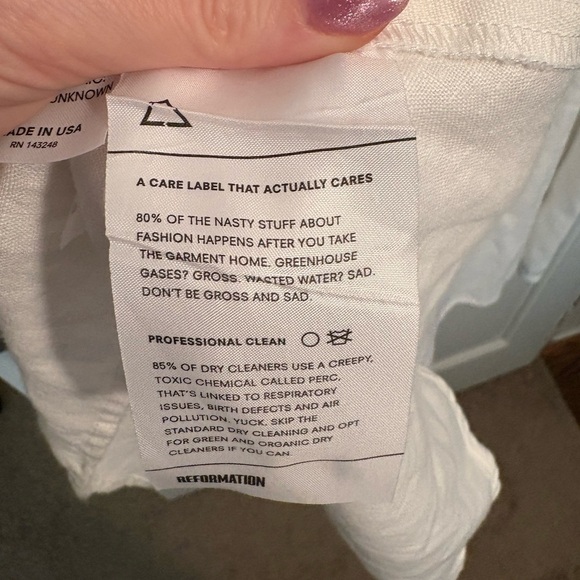 UNKNOWN
MADE IN USA
RN 143248
A CARE LABEL THAT ACTUALLY CARES
80% OF THE NASTY STUFF ABOUT
FASHION HAPPENS AFTER YOU TAKE
THE GARMENT HOME. GREENHOUSE
GASES? GROSS. WASTED WATER? SAD.
DON'T BE GROSS AND SAD.
PROFESSIONAL CLEAN
85% OF DRY CLEANERS USE A CREEPY,
TOXIC CHEMICAL CALLED PERC.
THAT'S LINKED TO RESPIRATORY
ISSUES, BIRTH DEFECTS AND AIR
POLLUTION. YUCK. SKIP THE
STANDARD DRY CLEANING AND OPT
FOR GREEN AND ORGANIC DRY
CLEANERS IF YOU CAN.
REFORMATION